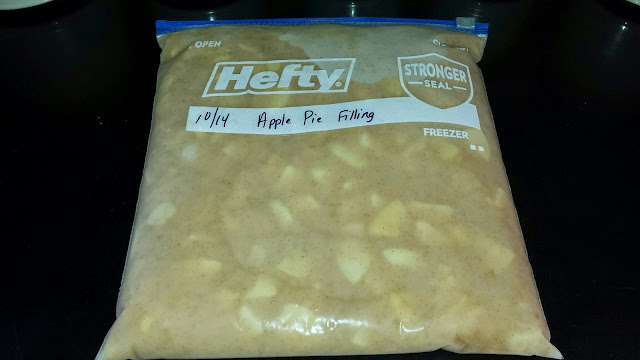 OPEN
Hefty®
STRONGER
SEAL
10/14 Apple Pie Filling
FREEZER